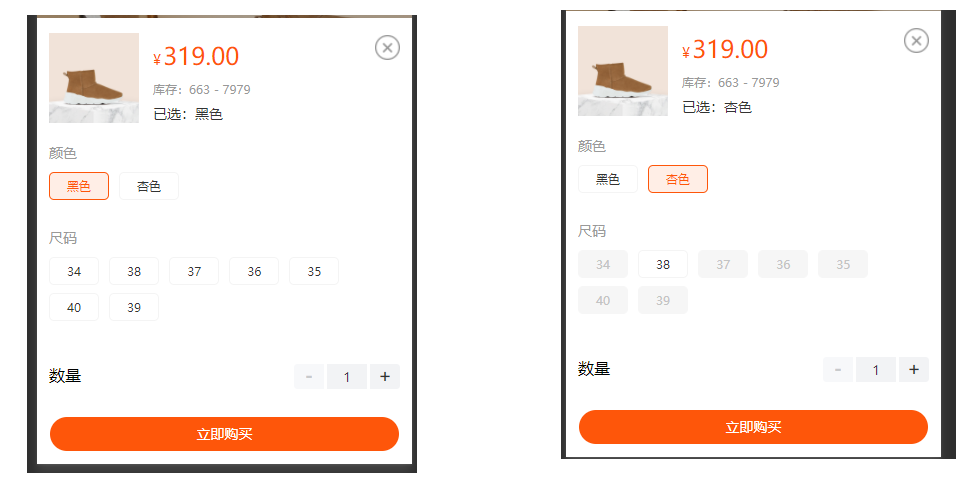 ¥319.00
库存：663 - 7979
已选：黑色
颜色
黑色 杏色
尺码
34 38 37 36 35
40 39
数量 - 1 +
立即购买
¥319.00
库存：663 - 7979
已选：杏色
颜色
黑色 杏色
尺码
34 38 37 36 35
40 39
数量 - 1 +
立即购买